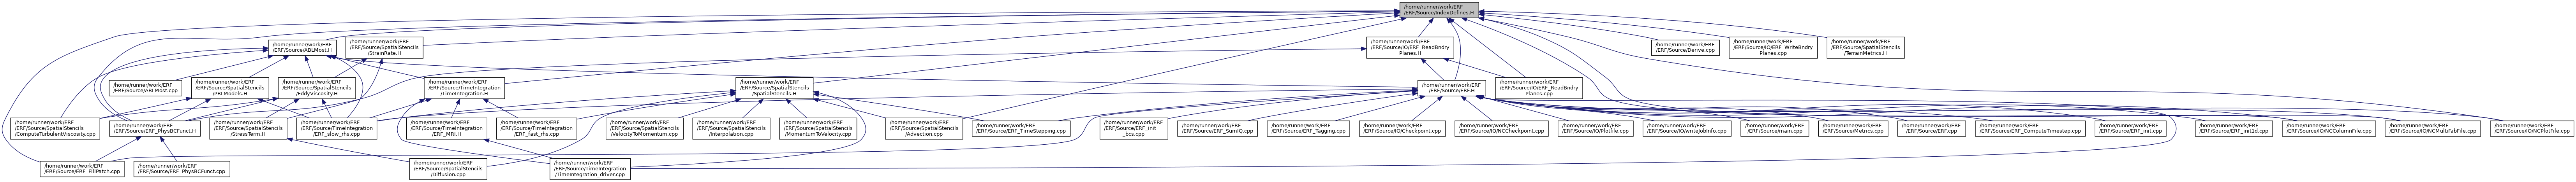 /home/runner/work/ERF
/ERF/Source/IndexDefines.H
/home/runner/work/ERF
/ERF/Source/ABLMost.H
/home/runner/work/ERF
/ERF/Source/SpatialStencils
/StrainRate.H
/home/runner/work/ERF
/ERF/Source/IO/ERF_ReadBndry
Planes.H
/home/runner/work/ERF
/ERF/Source/Derive.cpp
/home/runner/work/ERF
/ERF/Source/IO/ERF_WriteBndry
Planes.cpp
/home/runner/work/ERF
/ERF/Source/SpatialStencils
/TerrainMetrics.H
/home/runner/work/ERF
/ERF/Source/ABLMost.cpp
/home/runner/work/ERF
/ERF/Source/SpatialStencils
/PBLModels.H
/home/runner/work/ERF
/ERF/Source/SpatialStencils
/EddyViscosity.H
/home/runner/work/ERF
/ERF/Source/TimeIntegration
/TimeIntegration.H
/home/runner/work/ERF
/ERF/Source/SpatialStencils
/SpatialStencils.H
/home/runner/work/ERF
/ERF/Source/ERF.H
/home/runner/work/ERF
/ERF/Source/IO/ERF_ReadBndry
Planes.cpp
/home/runner/work/ERF
/ERF/Source/SpatialStencils
/ComputeTurbulentViscosity.cpp
/home/runner/work/ERF
/ERF/Source/ERF_PhysBCFunct.H
/home/runner/work/ERF
/ERF/Source/SpatialStencils
/StressTerm.H
/home/runner/work/ERF
/ERF/Source/TimeIntegration
/ERF_slow_rhs.cpp
/home/runner/work/ERF
/ERF/Source/TimeIntegration
/ERF_MRI.H
/home/runner/work/ERF
/ERF/Source/TimeIntegration
/ERF_fast_rhs.cpp
/home/runner/work/ERF
/ERF/Source/SpatialStencils
/VelocityToMomentum.cpp
/home/runner/work/ERF
/ERF/Source/SpatialStencils
/Interpolation.cpp
/home/runner/work/ERF
/ERF/Source/SpatialStencils
/MomentumToVelocity.cpp
/home/runner/work/ERF
/ERF/Source/SpatialStencils
/Advection.cpp
/home/runner/work/ERF
/ERF/Source/ERF_TimeStepping.cpp
/home/runner/work/ERF
/ERF/Source/ERF_init
_bcs.cpp
/home/runner/work/ERF
/ERF/Source/ERF_SumIQ.cpp
/home/runner/work/ERF
/ERF/Source/ERF_Tagging.cpp
/home/runner/work/ERF
/ERF/Source/IO/Checkpoint.cpp
/home/runner/work/ERF
/ERF/Source/IO/NCCheckpoint.cpp
/home/runner/work/ERF
/ERF/Source/IO/Plotfile.cpp
/home/runner/work/ERF
/ERF/Source/IO/writeJobInfo.cpp
/home/runner/work/ERF
/ERF/Source/main.cpp
/home/runner/work/ERF
/ERF/Source/Metrics.cpp
/home/runner/work/ERF
/ERF/Source/ERF.cpp
/home/runner/work/ERF
/ERF/Source/ERF_ComputeTimestep.cpp
/home/runner/work/ERF
/ERF/Source/ERF_init.cpp
/home/runner/work/ERF
/ERF/Source/ERF_init1d.cpp
/home/runner/work/ERF
/ERF/Source/IO/NCColumnFile.cpp
/home/runner/work/ERF
/ERF/Source/IO/NCMultiFabFile.cpp
/home/runner/work/ERF
/ERF/Source/IO/NCPlotFile.cpp
/home/runner/work/ERF
/ERF/Source/ERF_FillPatch.cpp
/home/runner/work/ERF
/ERF/Source/ERF_PhysBCFunct.cpp
/home/runner/work/ERF
/ERF/Source/SpatialStencils
/Diffusion.cpp
/home/runner/work/ERF
/ERF/Source/TimeIntegration
/TimeIntegration_driver.cpp